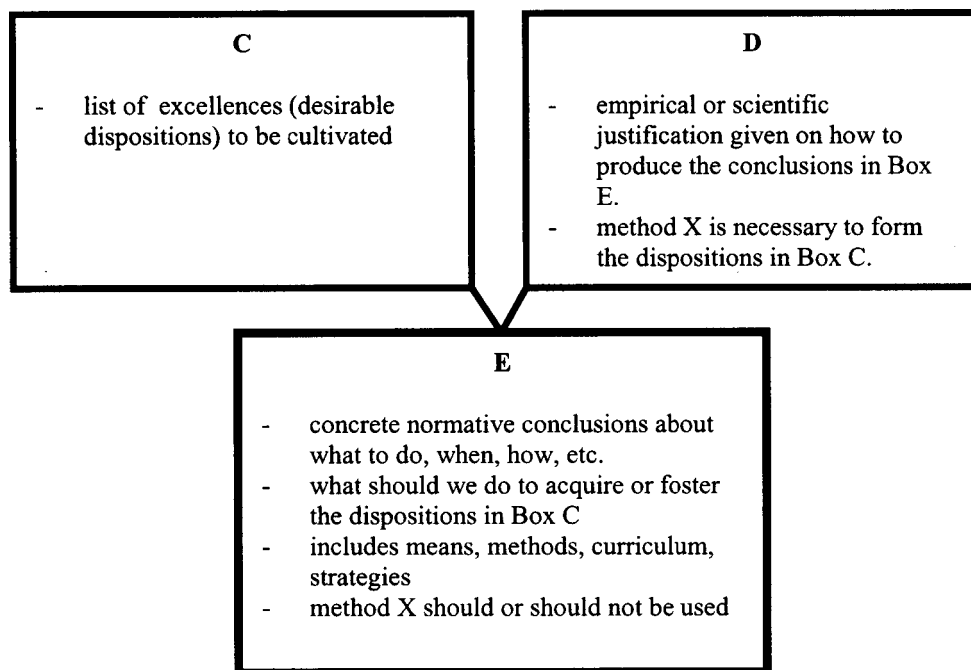 C
- list of excellences (desirable
dispositions) to be cultivated
D
- empirical or scientific
justification given on how to
produce the conclusions in Box
E.
- method X is necessary to form
the dispositions in Box C.
E
- concrete normative conclusions about
what to do, when, how, etc.
- what should we do to acquire or foster
the dispositions in Box C
- includes means, methods, curriculum,
strategies
- method X should or should not be used